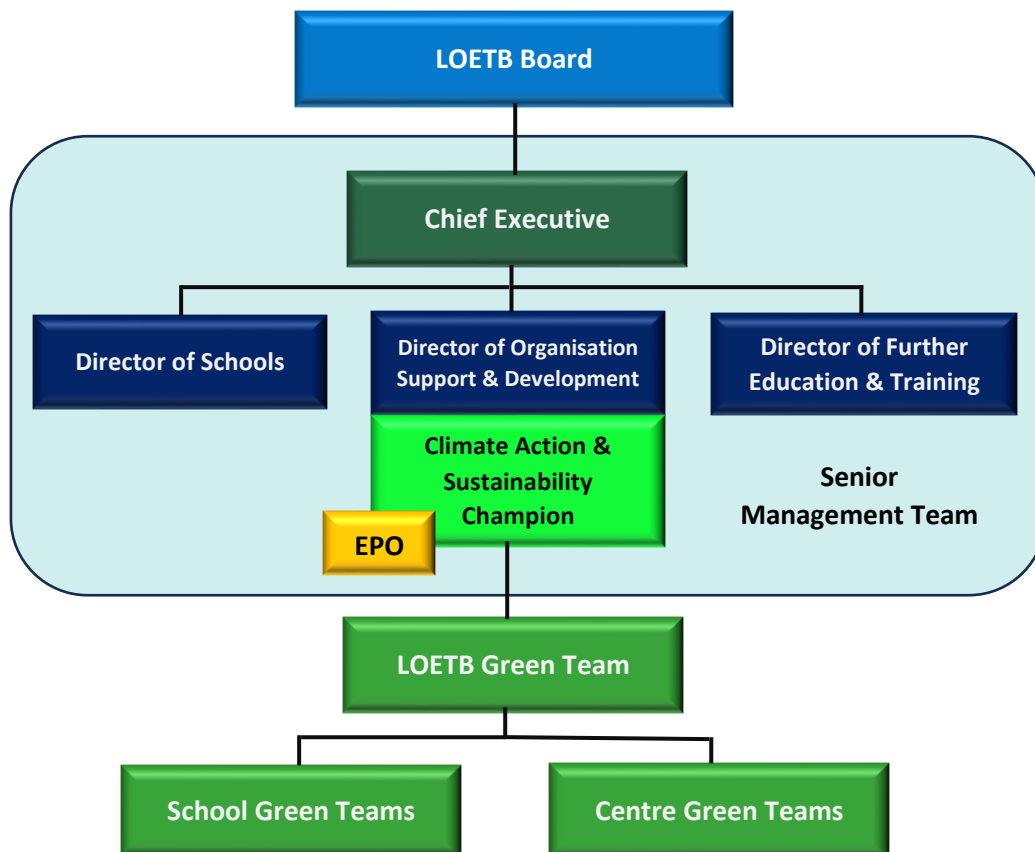 LOETB Board
Chief Executive
Director of Schools
Director of Organisation
Support & Development
Director of Further
Education & Training
Climate Action &
Sustainability
Champion
EPO
Senior
Management Team
LOETB Green Team
School Green Teams
Centre Green Teams